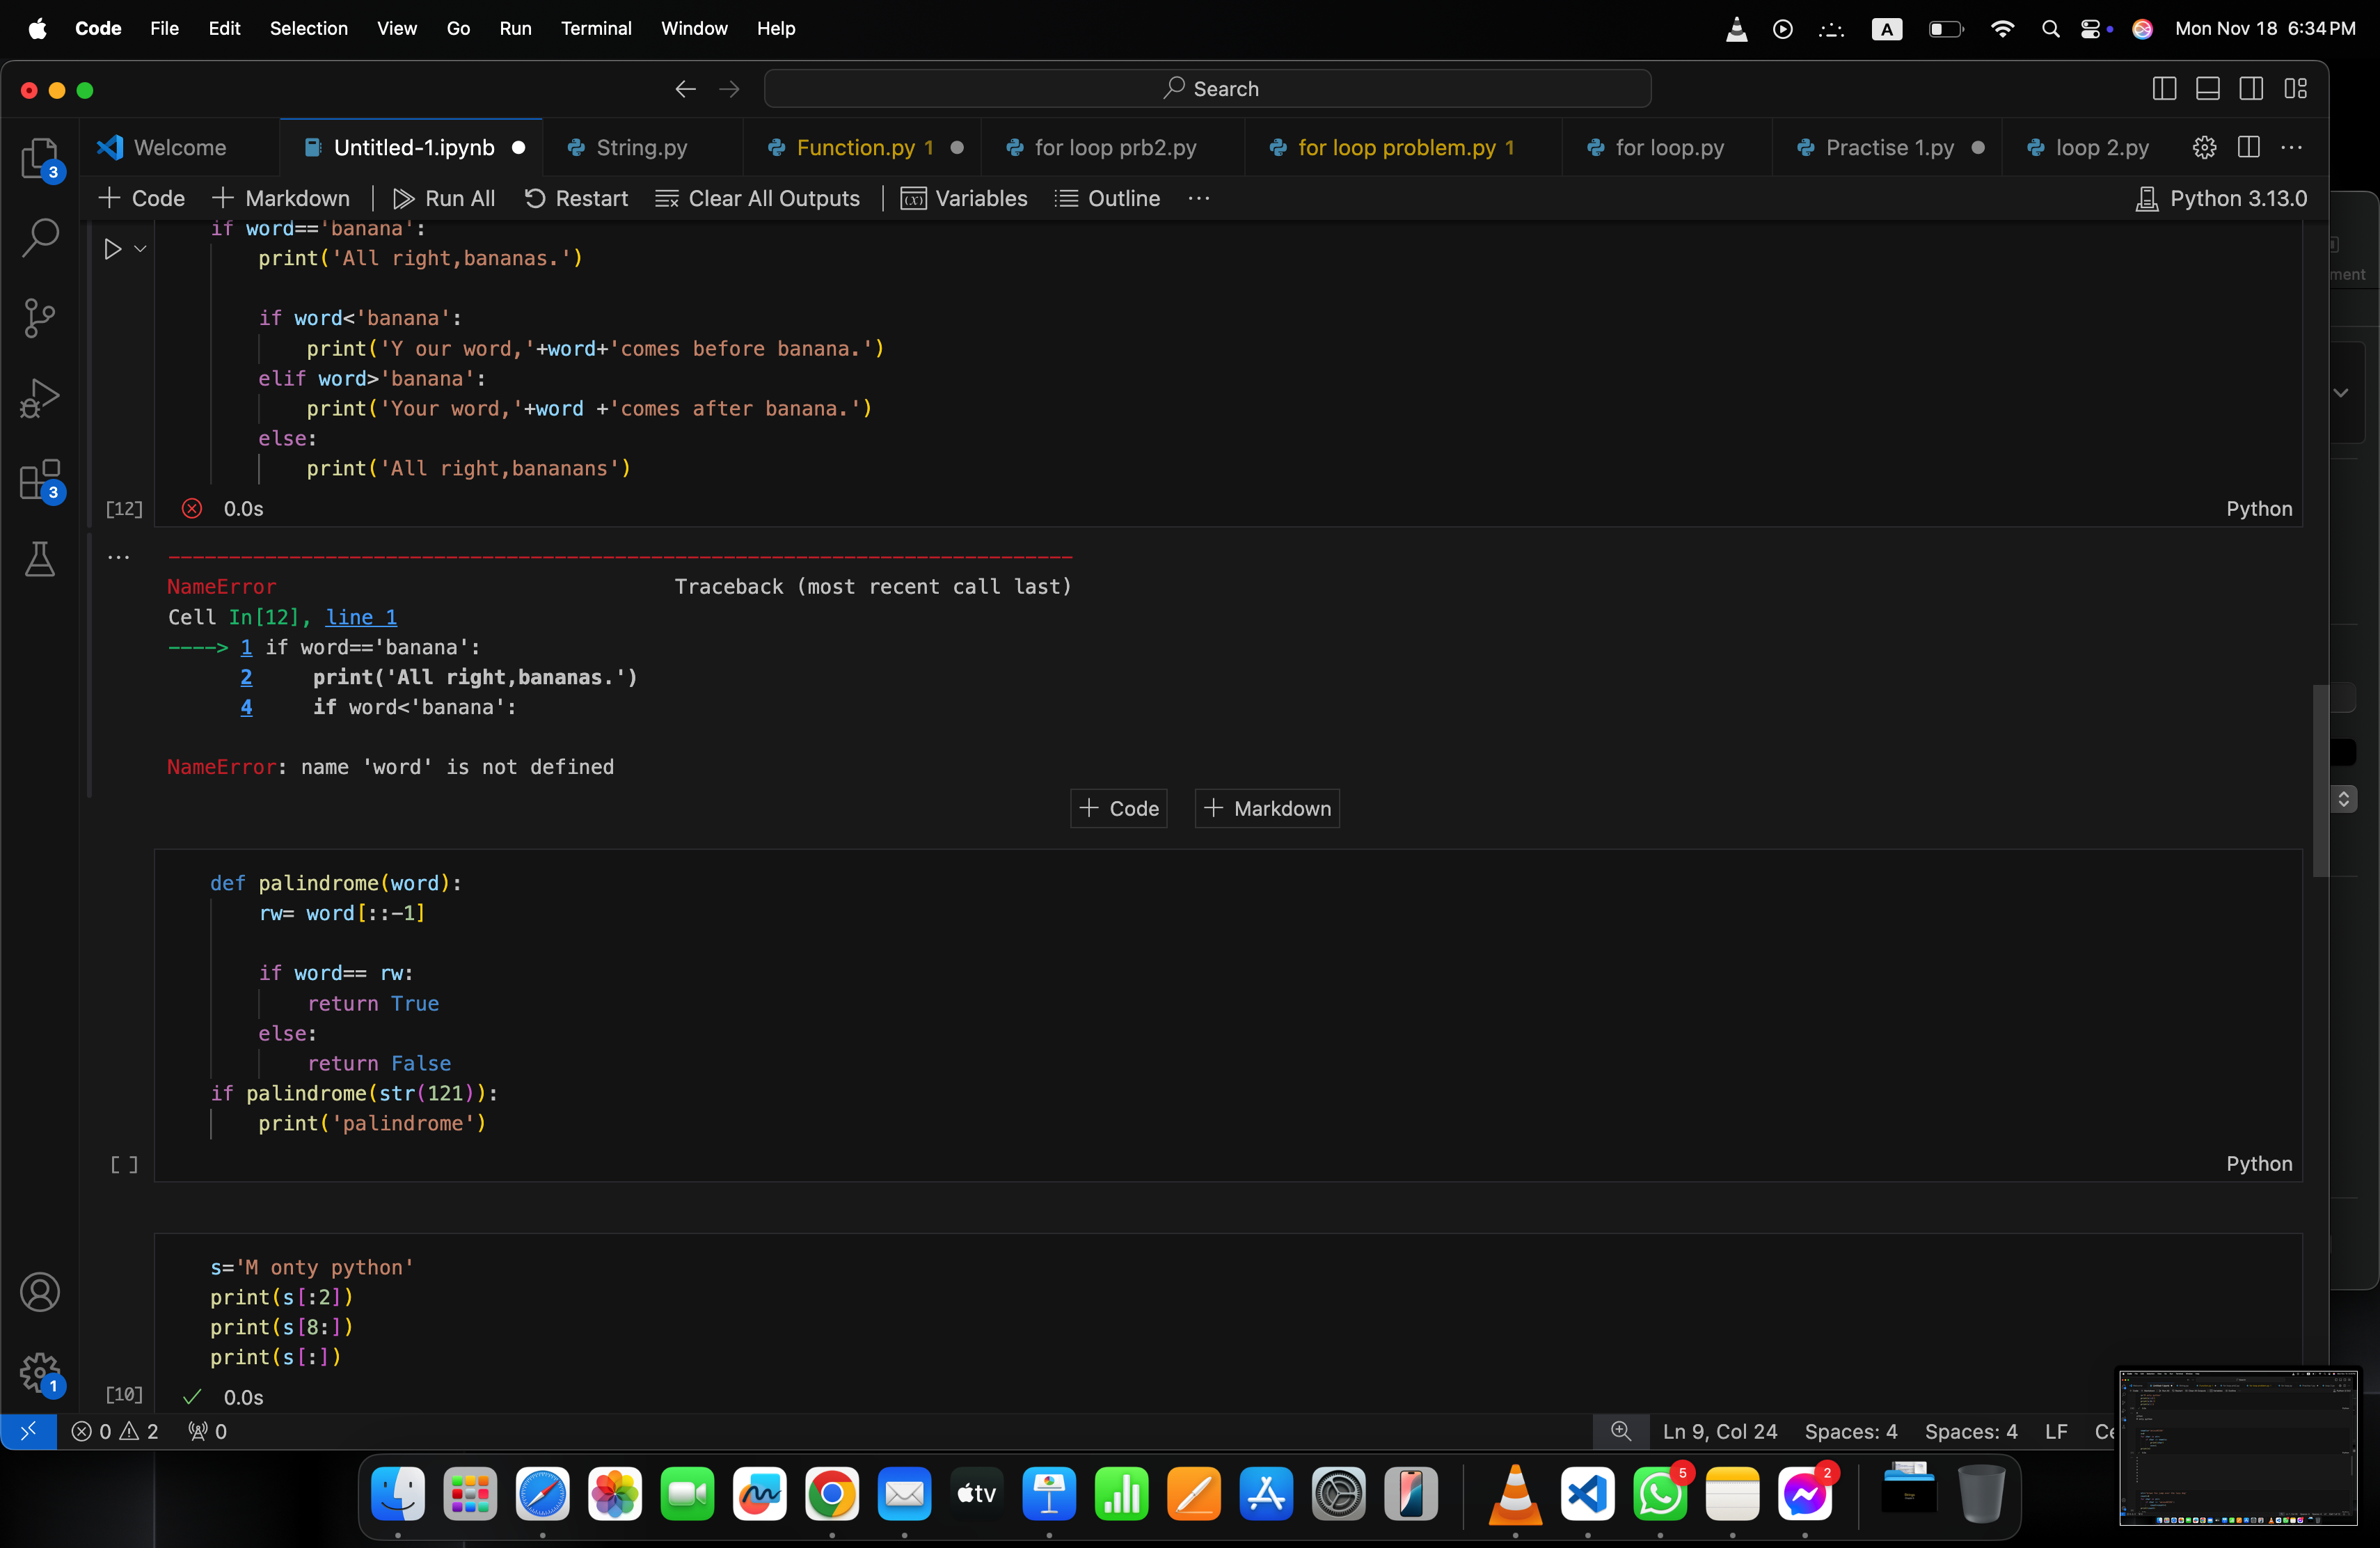 Code File Edit Selection View Go Run Terminal Window Help
A
Mon Nov 18 6:34 PM
Search
3
Welcome
Untitled-1.ipynb
String.py
Function.py 1
for loop prb2.py
for loop problem.py 1
for loop.py
Practise 1.py
loop 2.py
Code Markdown Run All Restart Clear All Outputs Variables Outline
Python 3.13.0
if word=='banana':
print('All right,bananas.')
if word<'banana':
print('Y our word,'+word+'comes before banana.')
elif word>'banana':
print('Your word,'+word +'comes after banana.')
else:
print('All right,bananans')
3
[12]
0.0s
Python
ment
--------------------------------------------------------------------------
NameError Traceback (most recent call last)
Cell In[12], line 1
----> 1 if word=='banana':
2 print('All right,bananas.')
4 if word<'banana':
NameError: name 'word' is not defined
Code Markdown
def palindrome(word):
rw= word[::-1]
if word== rw:
return True
else:
return False
if palindrome(str(121)):
print('palindrome')
[ ]
Python
s='M onty python'
print(s[:2])
print(s[8:])
print(s[:])
[10]
0.0s
1
0 2 0
Ln 9, Col 24 Spaces: 4 Spaces: 4 LF
tv
5
2